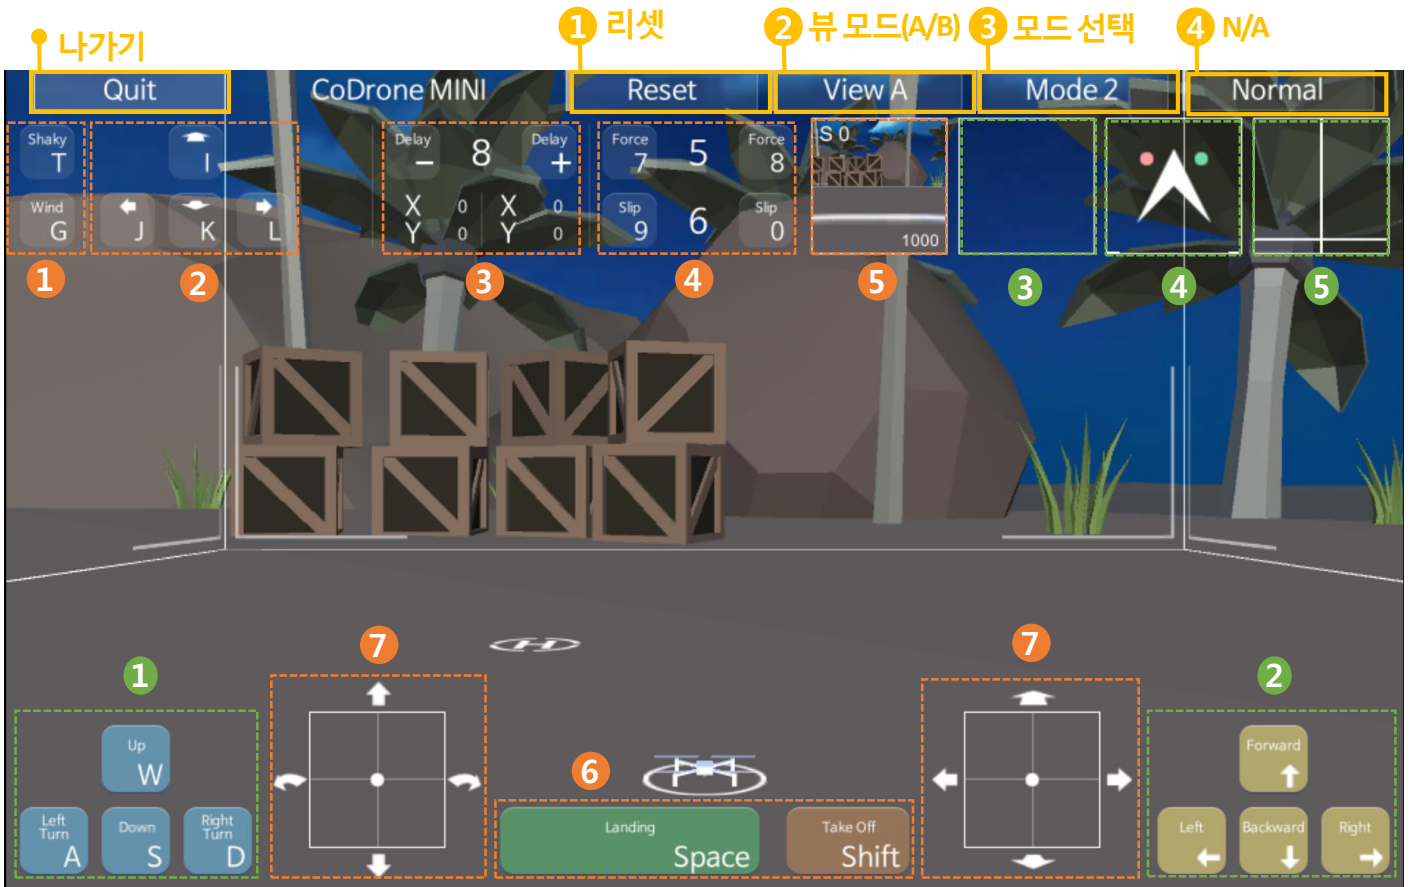 나가기
1 리셋
2 뷰 모드(A/B)
3 모드 선택
4 N/A
Quit
CoDrone MINI
Reset
View A
Mode 2
Normal
Shaky
T
Wind
G
I
J
K
L
Delay
−
8
Delay
+
X 0
Y 0
X 0
Y 0
Force
7
5
Force
8
Slip
9
6
Slip
0
S 0
1000
1
2
3
4
5
3
4
5
H
7
7
1
2
Up
W
Left
Turn
A
Down
S
Right
Turn
D
6
Landing
Space
Take Off
Shift
Forward
Left
Backward
Right